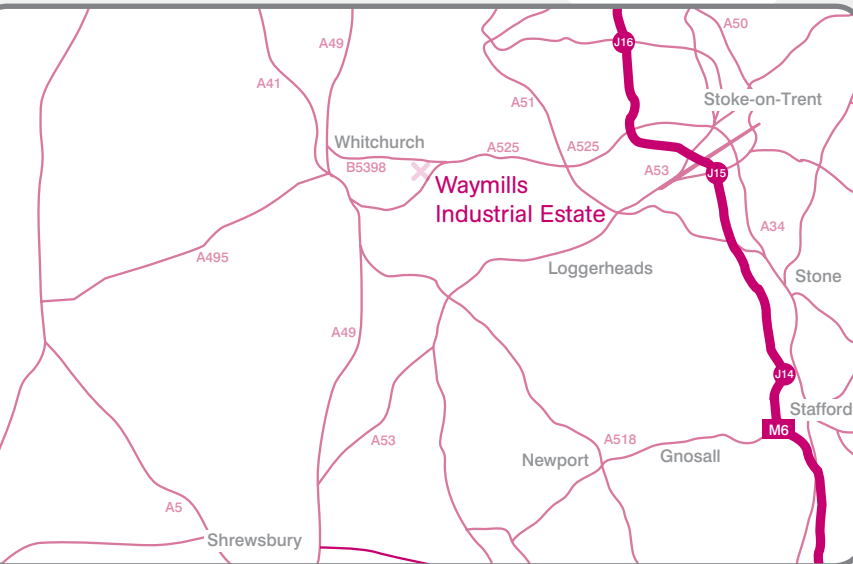 A50
A49
J16
A41
Stoke-on-Trent
A51
Whitchurch
A525
A525
B5398
A53
J15
Waymills
Industrial Estate
A34
A495
Loggerheads
Stone
A49
J14
Stafford
M6
A53
A518
Newport
Gnosall
A5
Shrewsbury